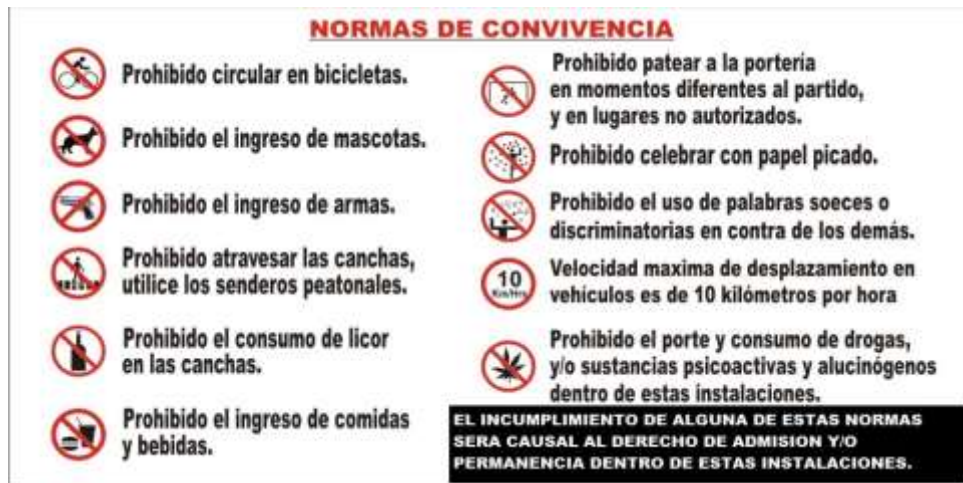 NORMAS DE CONVIVENCIA
Prohibido circular en bicicletas.
Prohibido el ingreso de mascotas.
Prohibido el ingreso de armas.
Prohibido atravesar las canchas,
utilice los senderos peatonales.
Prohibido el consumo de licor
en las canchas.
Prohibido el ingreso de comidas
y bebidas.
Prohibido patear a la portería
en momentos diferentes al partido,
y en lugares no autorizados.
Prohibido celebrar con papel picado.
Prohibido el uso de palabras soeces o
discriminatorias en contra de los demás.
10
Km/Hrs
Velocidad maxima de desplazamiento en
vehículos es de 10 kilómetros por hora
Prohibido el porte y consumo de drogas,
y/o sustancias psicoactivas y alucinógenos
dentro de estas instalaciones.
EL INCUMPLIMIENTO DE ALGUNA DE ESTAS NORMAS
SERA CAUSAL AL DERECHO DE ADMISION Y/O
PERMANENCIA DENTRO DE ESTAS INSTALACIONES.